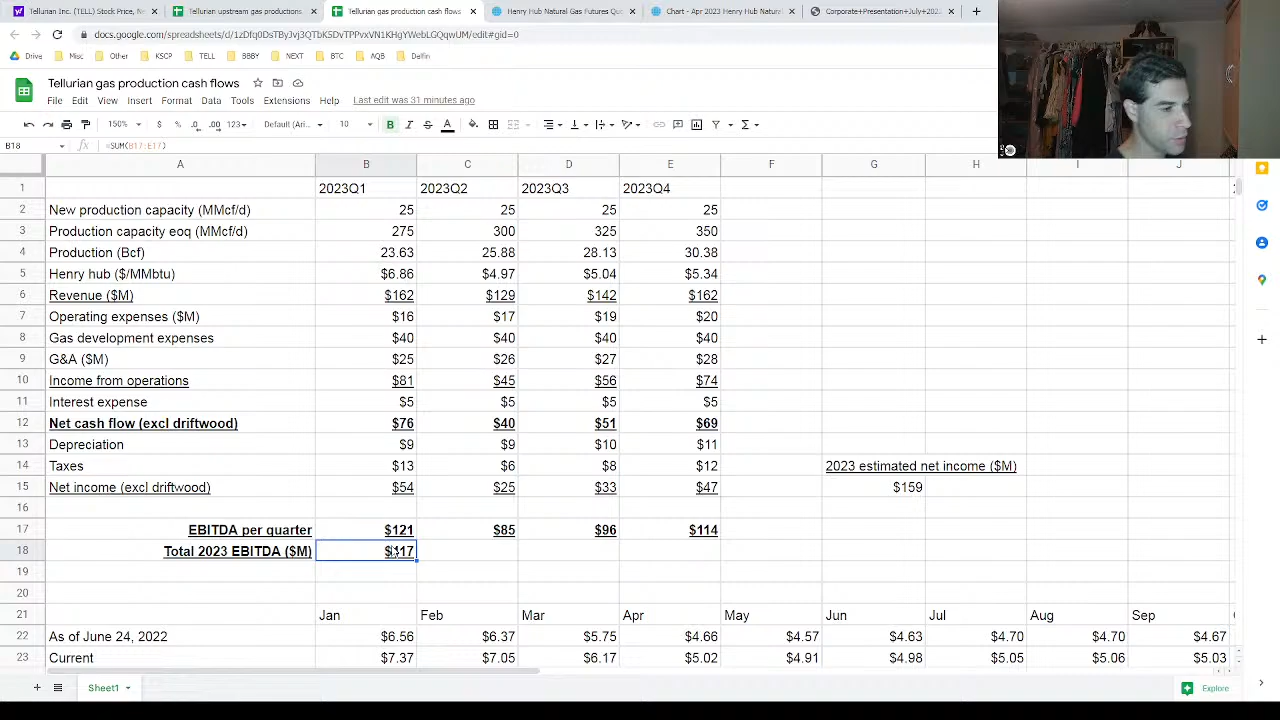 Tellurian Inc. (TELL) Stock Price, N
Tellurian upstream gas productions
Tellurian gas production cash flows
Henry Hub Natural Gas Futures Quo
Chart - Apr 2023 Henry Hub Natura
Corporate+Presentation+July+202
docs.google.com/spreadsheets/d/
Drive Misc Other KSCP TELL BBBY BTC AQB Delfin
Tellurian gas production cash flows
File Edit View Insert Format Data Tools Extensions Help Last edit was 31 minutes ago
150% $ % .0 .00 123 Default (Ari... 10 B I S A
B18 fx =SUM(B17:E17)
A B C D E F G H I J
1 2023Q1 2023Q2 2023Q3 2023Q4
2 New production capacity (MMcf/d) 25 25 25 25
3 Production capacity eoq (MMcf/d) 275 300 325 350
4 Production (Bcf) 23.63 25.88 28.13 30.38
5 Henry hub ($/MMbtu) $6.86 $4.97 $5.04 $5.34
6 Revenue ($M) $162 $129 $142 $162
7 Operating expenses ($M) $16 $17 $19 $20
8 Gas development expenses $40 $40 $40 $40
9 G&A ($M) $25 $26 $27 $28
10 Income from operations $81 $45 $56 $74
11 Interest expense $5 $5 $5 $5
12 Net cash flow (excl driftwood) $76 $40 $51 $69
13 Depreciation $9 $9 $10 $11
14 Taxes $13 $6 $8 $12 2023 estimated net income ($M)
15 Net income (excl driftwood) $54 $25 $33 $47 $159
16
17 EBITDA per quarter $121 $85 $96 $114
18 Total 2023 EBITDA ($M)
19
20
21 Jan Feb Mar Apr May Jun Jul Aug Sep
22 As of June 24, 2022 $6.56 $6.37 $5.75 $4.66 $4.57 $4.63 $4.70 $4.70 $4.67
23 Current $7.37 $7.05 $6.17 $5.02 $4.91 $4.98 $5.05 $5.06 $5.03
Sheet1 Explore